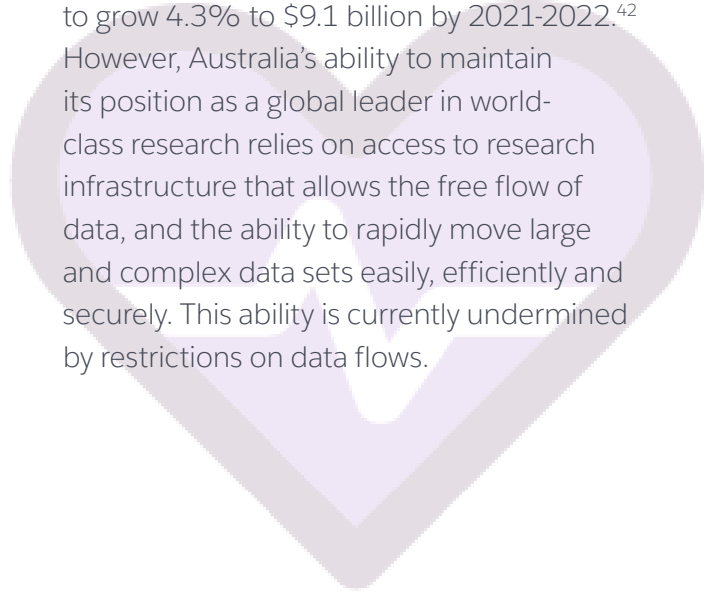 to grow 4.3% to $9.1 billion by 2021-2022.⁴²
However, Australia’s ability to maintain
its position as a global leader in world-
class research relies on access to research
infrastructure that allows the free flow of
data, and the ability to rapidly move large
and complex data sets easily, efficiently and
securely. This ability is currently undermined
by restrictions on data flows.